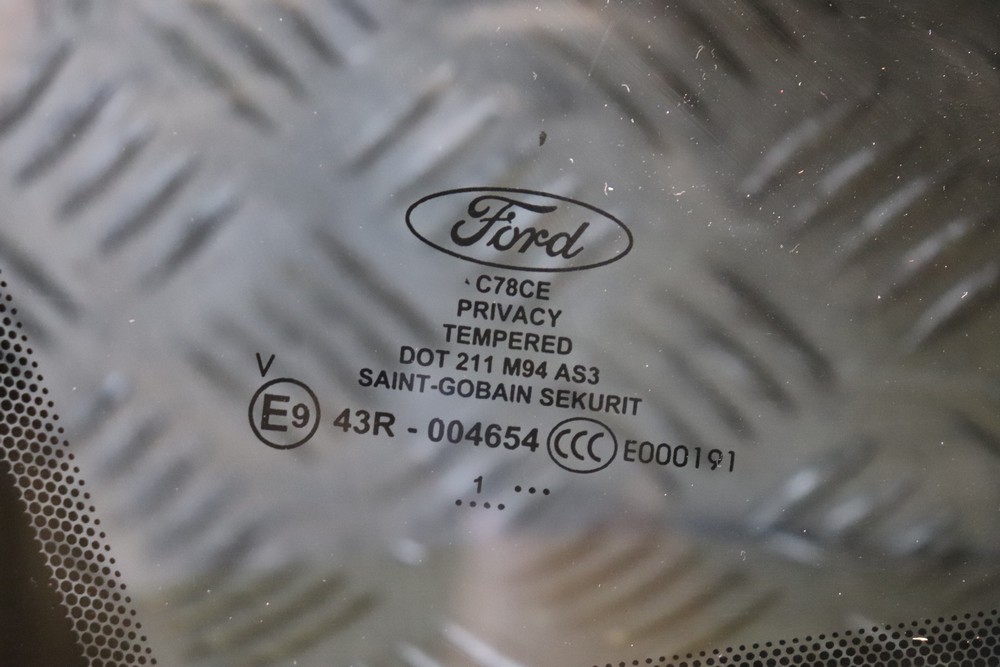 Ford
C78CE
PRIVACY
TEMPERED
DOT 211 M94 AS3
SAINT-GOBAIN SEKURIT
V
E9 43R - 004654 CCC E000191
1 ...
....